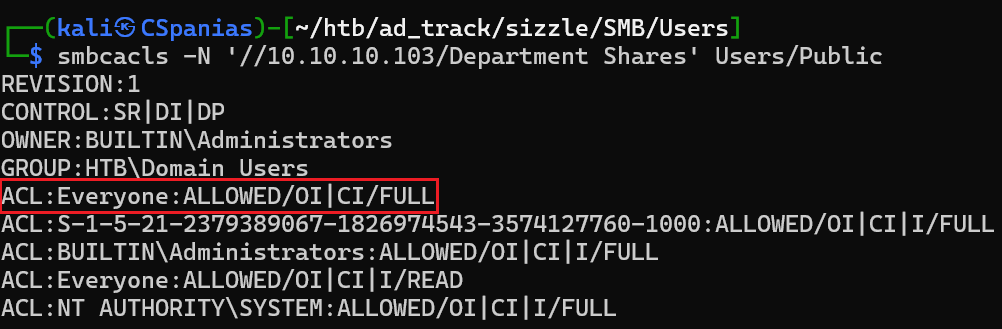 ┌──(kali㉿CSpanias)-[~/htb/ad_track/sizzle/SMB/Users]
└─$ smbcacls -N '//10.10.10.103/Department Shares' Users/Public
REVISION:1
CONTROL:SR|DI|DP
OWNER:BUILTIN\Administrators
GROUP:HTB\Domain Users
ACL:Everyone:ALLOWED/OI|CI/FULL
ACL:S-1-5-21-2379389067-1826974543-3574127760-1000:ALLOWED/OI|CI|I/FULL
ACL:BUILTIN\Administrators:ALLOWED/OI|CI|I/FULL
ACL:Everyone:ALLOWED/OI|CI|I/READ
ACL:NT AUTHORITY\SYSTEM:ALLOWED/OI|CI|I/FULL